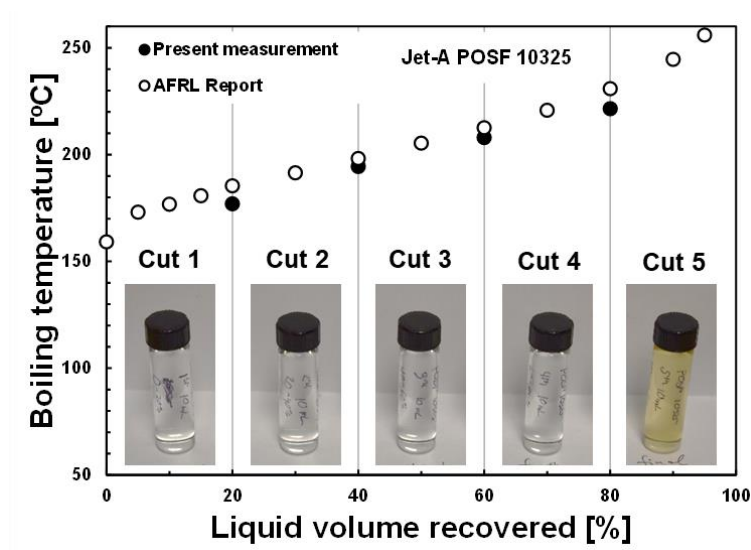 Present measurement
Jet-A POSF 10325
AFRL Report
Boiling temperature [ºC]
250
200
150
100
50
Cut 1
Cut 2
Cut 3
Cut 4
Cut 5
0
20
40
60
80
100
Liquid volume recovered [%]